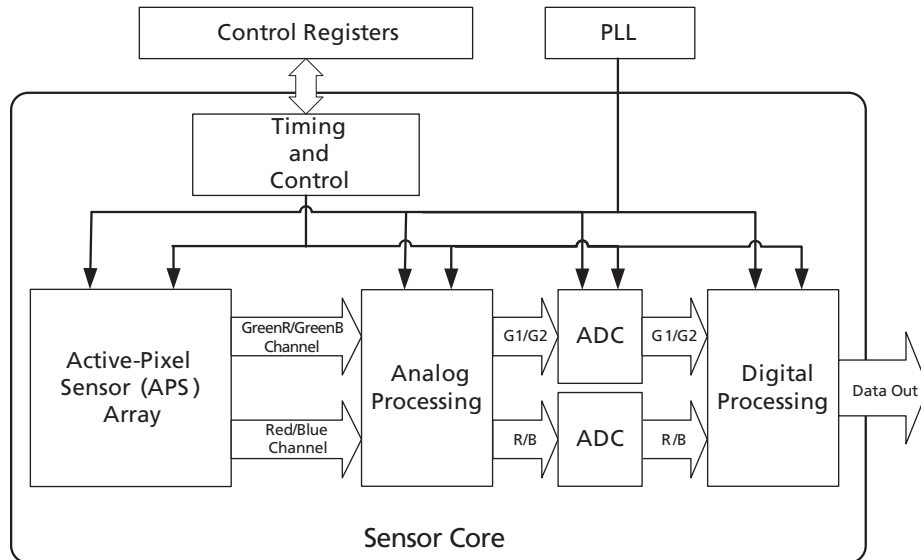 Control Registers
PLL
Timing
and
Control
Active-Pixel
Sensor (APS)
Array
GreenR/GreenB
Channel
Red/Blue
Channel
Analog
Processing
G1/G2
R/B
ADC
ADC
G1/G2
R/B
Digital
Processing
Data Out
Sensor Core